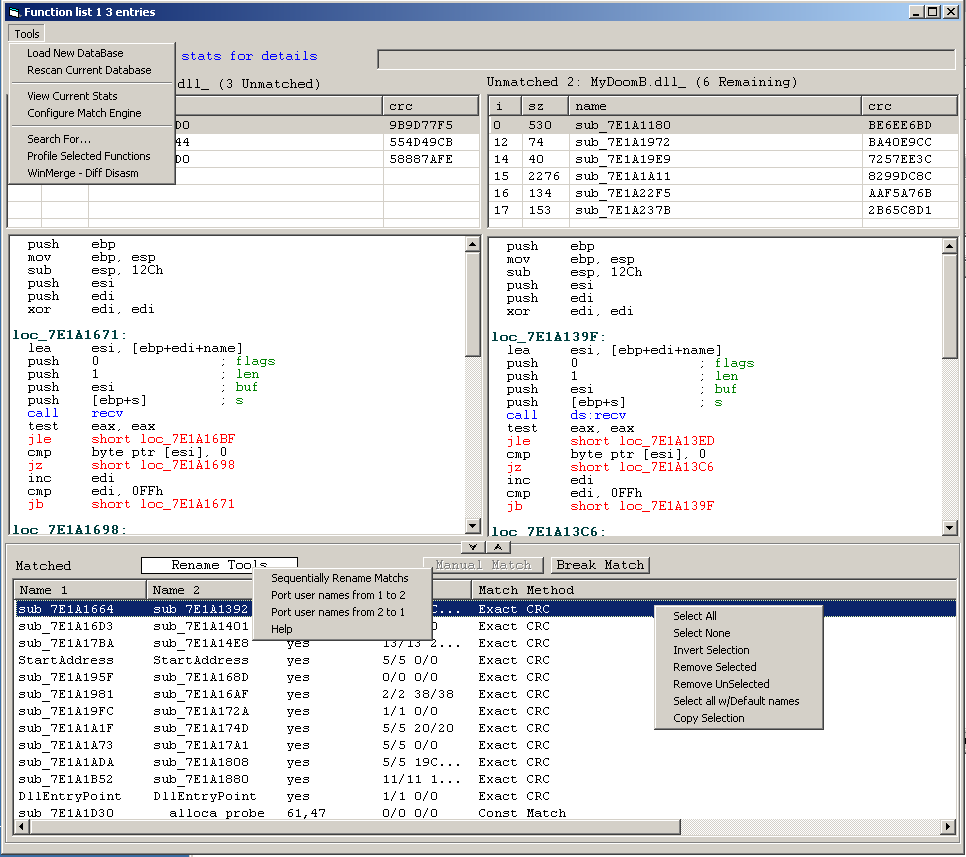 Function list 1 3 entries
Tools
Load New DataBase
Rescan Current Database
View Current Stats
Configure Match Engine
Search For...
Profile Selected Functions
WinMerge - Diff Disasm
stats for details
dll_ (3 Unmatched)
crc
DO 9B9D77F5
44 554D49CB
DO 58887AFE
Unmatched 2: MyDoomB.dll_ (6 Remaining)
i sz name crc
0 530 sub_7E1A1180 BE6EE6BD
12 74 sub_7E1A1972 BA40E9CC
14 40 sub_7E1A19E9 7257EE3C
15 2276 sub_7E1A1A11 8299DC8C
16 134 sub_7E1A22F5 AAF5A76B
17 153 sub_7E1A237B 2B65C8D1
push ebp
mov ebp, esp
sub esp, 12Ch
push esi
push edi
xor edi, edi
loc_7E1A1671:
lea esi, [ebp+edi+name]
push 0 ; flags
push 1 ; len
push esi ; buf
push [ebp+s] ; s
call recv
test eax, eax
jle short loc_7E1A16BF
cmp byte ptr [esi], 0
jz short loc_7E1A1698
inc edi
cmp edi, 0FFh
jb short loc_7E1A1671
loc_7E1A1698:
push ebp
mov ebp, esp
sub esp, 12Ch
push esi
push edi
xor edi, edi
loc_7E1A139F:
lea esi, [ebp+edi+name]
push 0 ; flags
push 1 ; len
push esi ; buf
push [ebp+s] ; s
call ds:recv
test eax, eax
jle short loc_7E1A13ED
cmp byte ptr [esi], 0
jz short loc_7E1A13C6
inc edi
cmp edi, 0FFh
jb short loc_7E1A139F
loc_7E1A13C6:
Matched Rename Tools Manual Match Break Match
Sequentially Rename Matchs
Port user names from 1 to 2
Port user names from 2 to 1
Help
Name 1 Name 2 Match Method
sub_7E1A1664 sub_7E1A1392 C... Exact CRC
sub_7E1A16D3 sub_7E1A1401 Exact CRC
sub_7E1A17BA sub_7E1A14E8 yes 13/13 2... Exact CRC
StartAddress StartAddress yes 5/5 0/0 Exact CRC
sub_7E1A195F sub_7E1A168D yes 0/0 0/0 Exact CRC
sub_7E1A1981 sub_7E1A16AF yes 2/2 38/38 Exact CRC
sub_7E1A19FC sub_7E1A172A yes 1/1 0/0 Exact CRC
sub_7E1A1A1F sub_7E1A174D yes 5/5 20/20 Exact CRC
sub_7E1A1A73 sub_7E1A17A1 yes 5/5 0/0 Exact CRC
sub_7E1A1ADA sub_7E1A1808 yes 5/5 19C... Exact CRC
sub_7E1A1B52 sub_7E1A1880 yes 11/11 1... Exact CRC
DllEntryPoint DllEntryPoint yes 1/1 0/0 Exact CRC
sub_7E1A1D30 alloca_probe 61,47 0/0 0/0 Const Match
Select All
Select None
Invert Selection
Remove Selected
Remove UnSelected
Select all w/Default names
Copy Selection